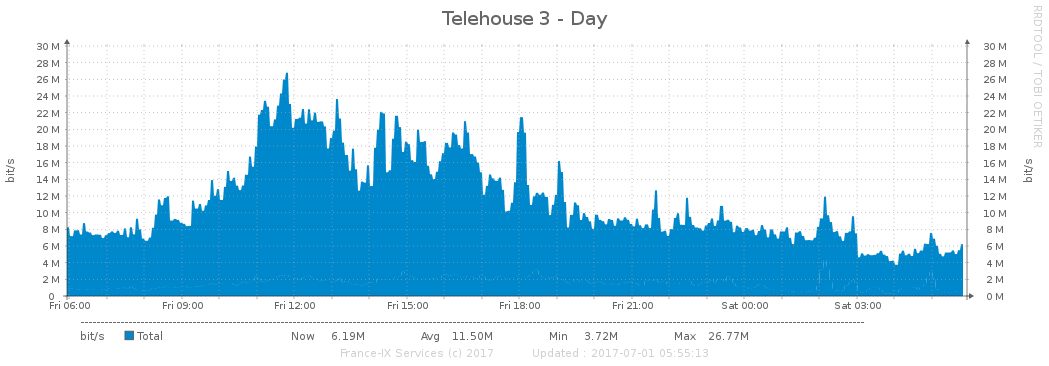 Telehouse 3 - Day
RRDTOOL / TOBI OETIKER
bit/s
30 M
28 M
26 M
24 M
22 M
20 M
18 M
16 M
14 M
12 M
10 M
8 M
6 M
4 M
2 M
0
30 M
28 M
26 M
24 M
22 M
20 M
18 M
16 M
14 M
12 M
10 M
8 M
6 M
4 M
2 M
0 M
bit/s
Fri 06:00 Fri 09:00 Fri 12:00 Fri 15:00 Fri 18:00 Fri 21:00 Sat 00:00 Sat 03:00
bit/s Total Now 6.19M Avg 11.50M Min 3.72M Max 26.77M
France-IX Services (c) 2017 Updated : 2017-07-01 05:55:13